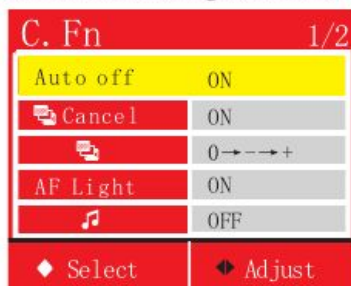 C. Fn 1/2
Auto off ON
Cancel ON
0→-→+
AF Light ON
OFF
Select Adjust